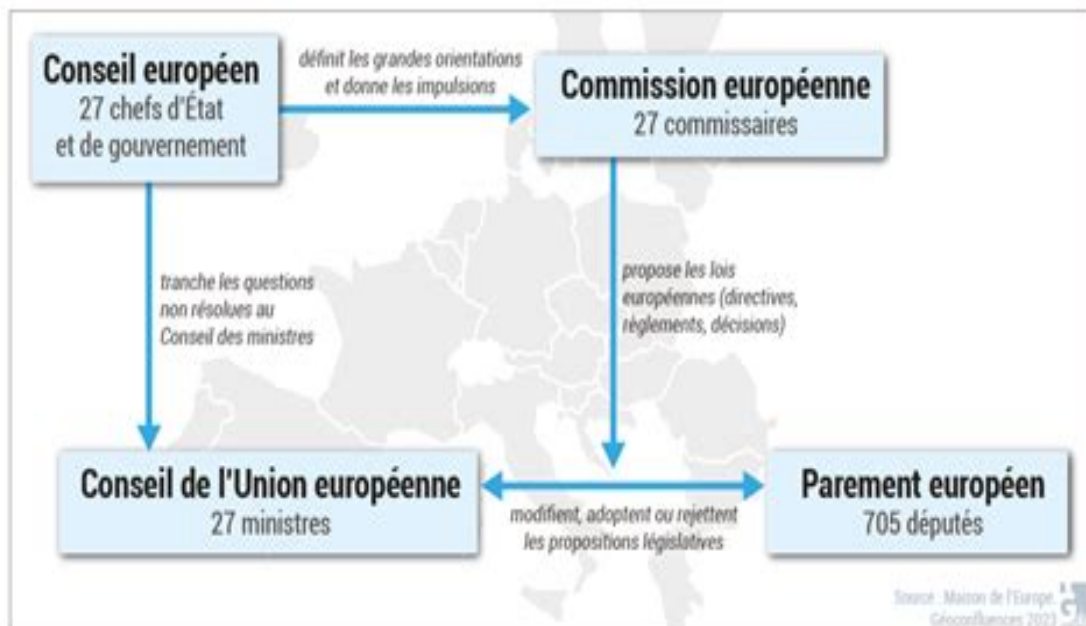 Conseil européen
27 chefs d'État
et de gouvernement
définit les grandes orientations
et donne les impulsions
Commission européenne
27 commissaires
tranche les questions
non résolues au
Conseil des ministres
propose les lois
européennes (directives,
règlements, décisions)
Conseil de l'Union européenne
27 ministres
modifient, adoptent ou rejettent
les propositions législatives
Parement européen
705 députés
Source : Maison de l'Europe.
Géoconfluences 2023